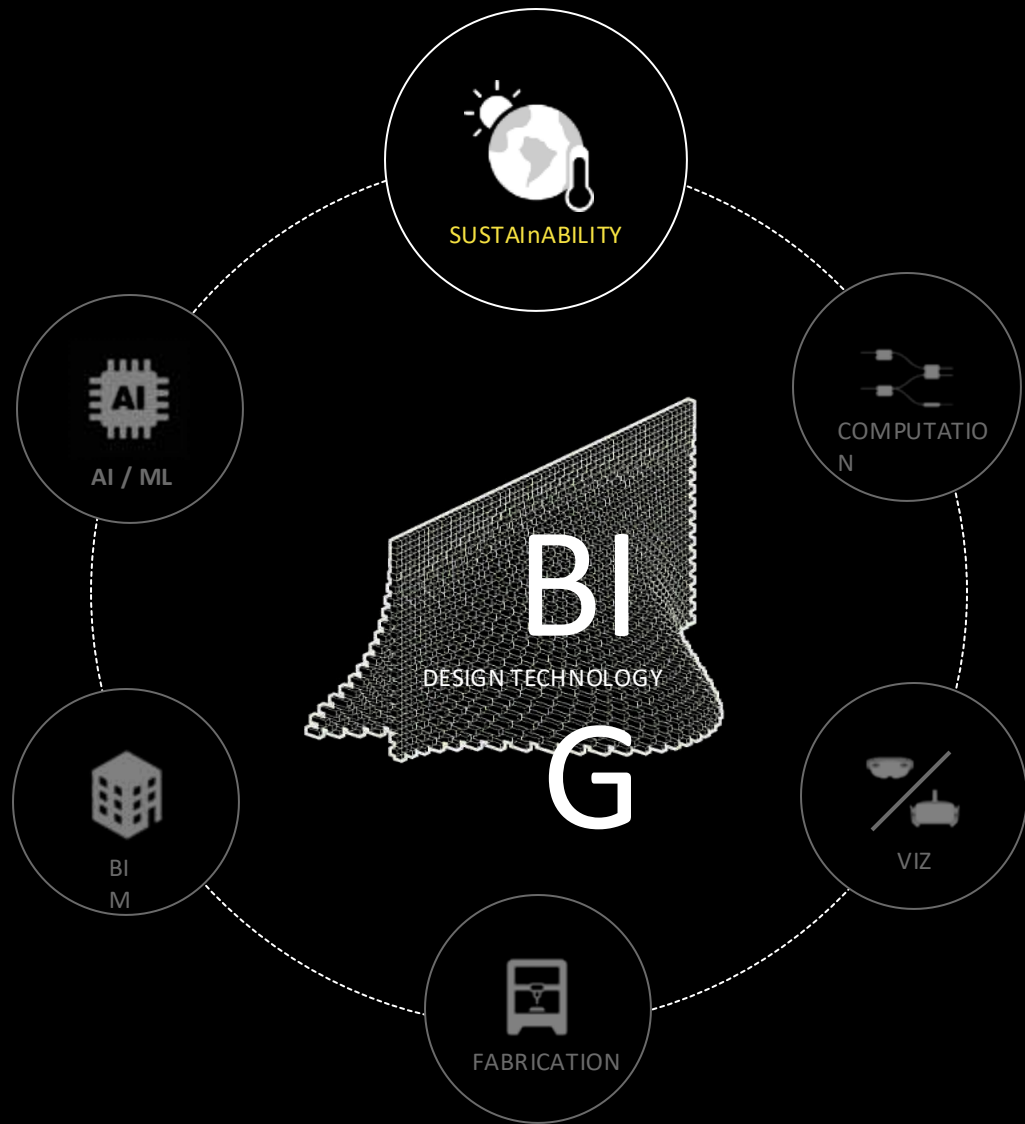 SUSTAInABILITY
AI
AI / ML
COMPUTATIO
N
BI
DESIGN TECHNOLOGY
G
BI
M
VIZ
FABRICATION